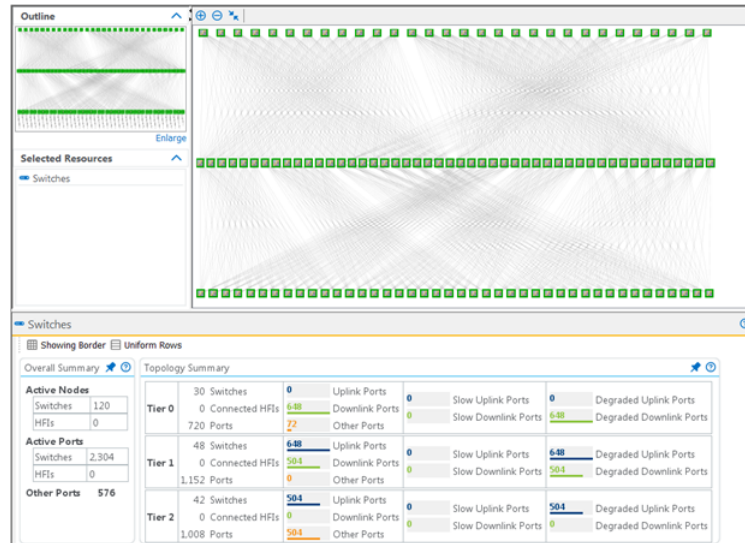 Outline
Enlarge
Selected Resources
Switches
Switches
Showing Border Uniform Rows
Overall Summary
Active Nodes
Switches 120
HFIs 0
Active Ports
Switches 2,304
HFIs 0
Other Ports 576
Topology Summary
Tier 0
30 Switches
0 Connected HFIs
720 Ports
0 Uplink Ports
648 Downlink Ports
72 Other Ports
0 Slow Uplink Ports
0 Slow Downlink Ports
0 Degraded Uplink Ports
648 Degraded Downlink Ports
Tier 1
48 Switches
0 Connected HFIs
1,152 Ports
648 Uplink Ports
504 Downlink Ports
0 Other Ports
0 Slow Uplink Ports
0 Slow Downlink Ports
648 Degraded Uplink Ports
504 Degraded Downlink Ports
Tier 2
42 Switches
0 Connected HFIs
1,008 Ports
504 Uplink Ports
0 Downlink Ports
504 Other Ports
0 Slow Uplink Ports
0 Slow Downlink Ports
504 Degraded Uplink Ports
0 Degraded Downlink Ports